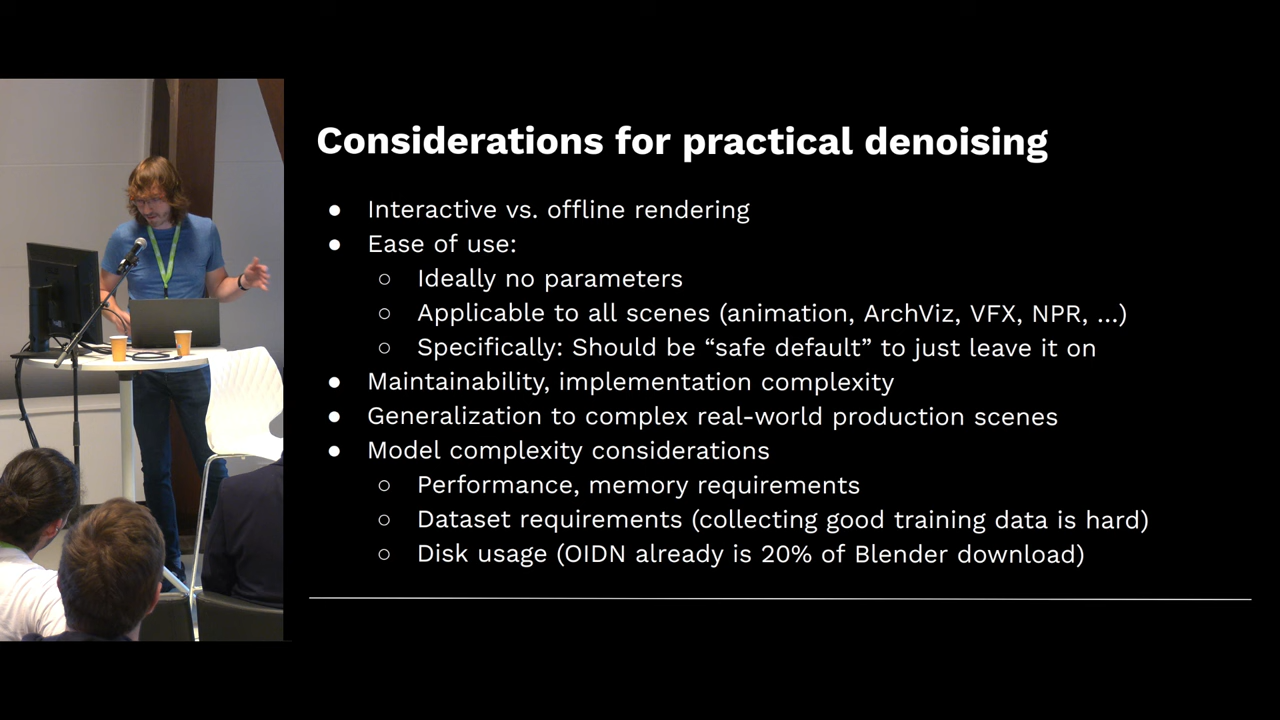 Considerations for practical denoising
● Interactive vs. offline rendering
● Ease of use:
○ Ideally no parameters
○ Applicable to all scenes (animation, ArchViz, VFX, NPR, ...)
○ Specifically: Should be “safe default” to just leave it on
● Maintainability, implementation complexity
● Generalization to complex real-world production scenes
● Model complexity considerations
○ Performance, memory requirements
○ Dataset requirements (collecting good training data is hard)
○ Disk usage (OIDN already is 20% of Blender download)